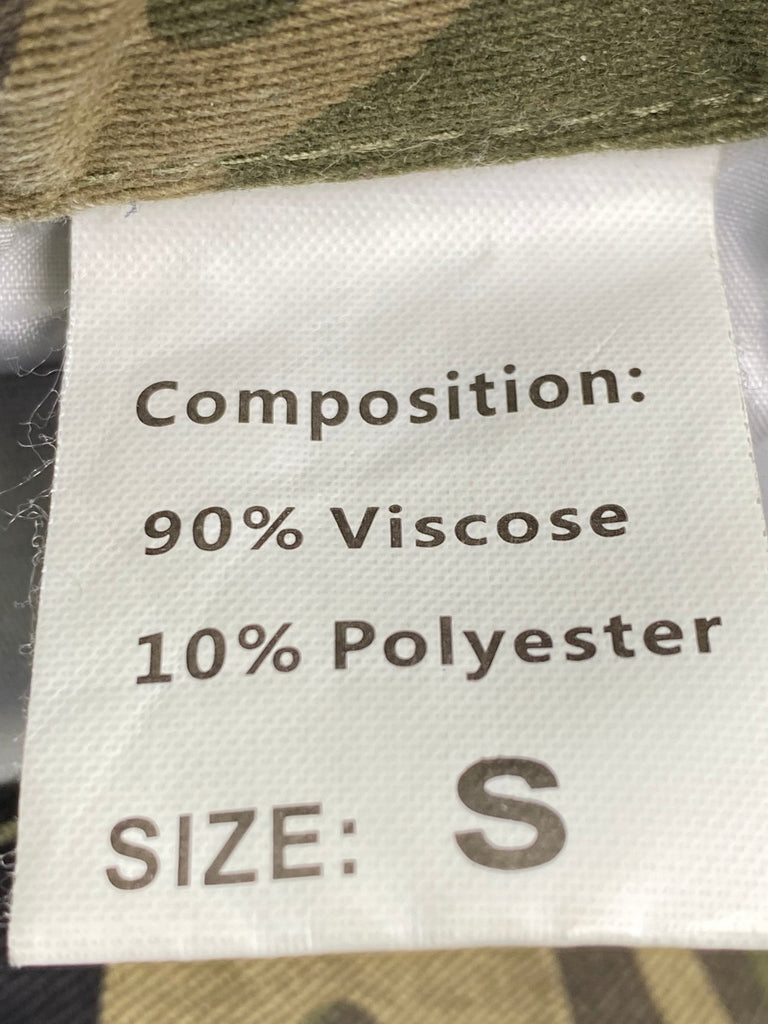 Composition:
90% Viscose
10% Polyester
SIZE: S